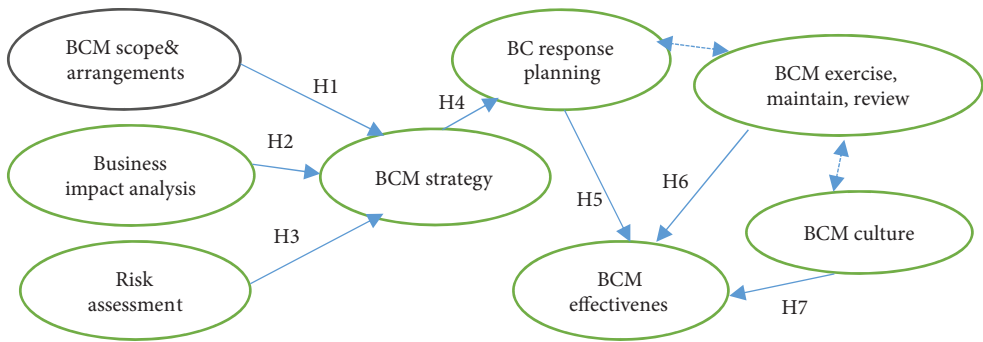 BCM scope&
arrangements
H1
Business
impact analysis
H2
Risk
assessment
H3
BCM strategy
H4
BC response
planning
H5
BCM exercise,
maintain, review
H6
BCM culture
H7
BCM
effectivenes